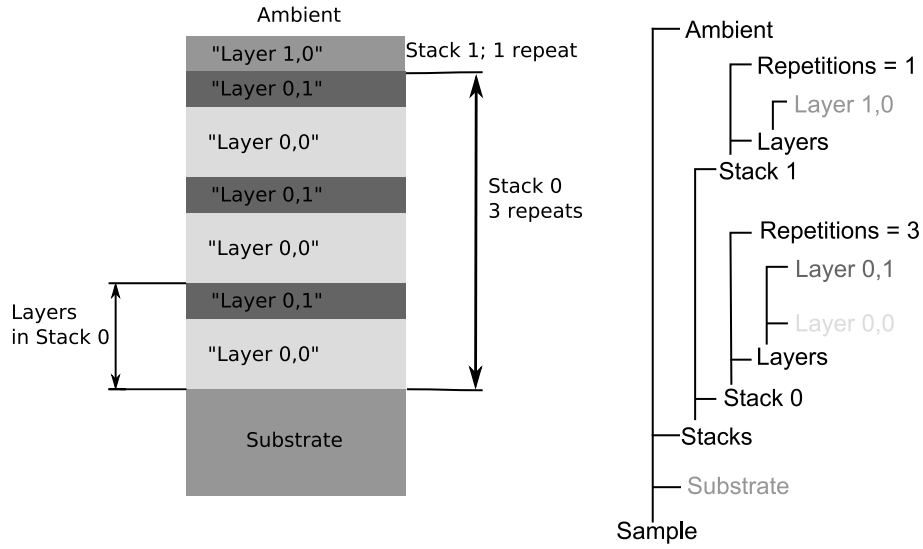 Ambient
"Layer 1,0"
Stack 1; 1 repeat
"Layer 0,1"
"Layer 0,0"
"Layer 0,1"
Stack 0
3 repeats
"Layer 0,0"
"Layer 0,1"
Layers
in Stack 0
"Layer 0,0"
Substrate
Ambient
Repetitions = 1
Layer 1,0
Layers
Stack 1
Repetitions = 3
Layer 0,1
Layer 0,0
Layers
Stack 0
Stacks
Substrate
Sample